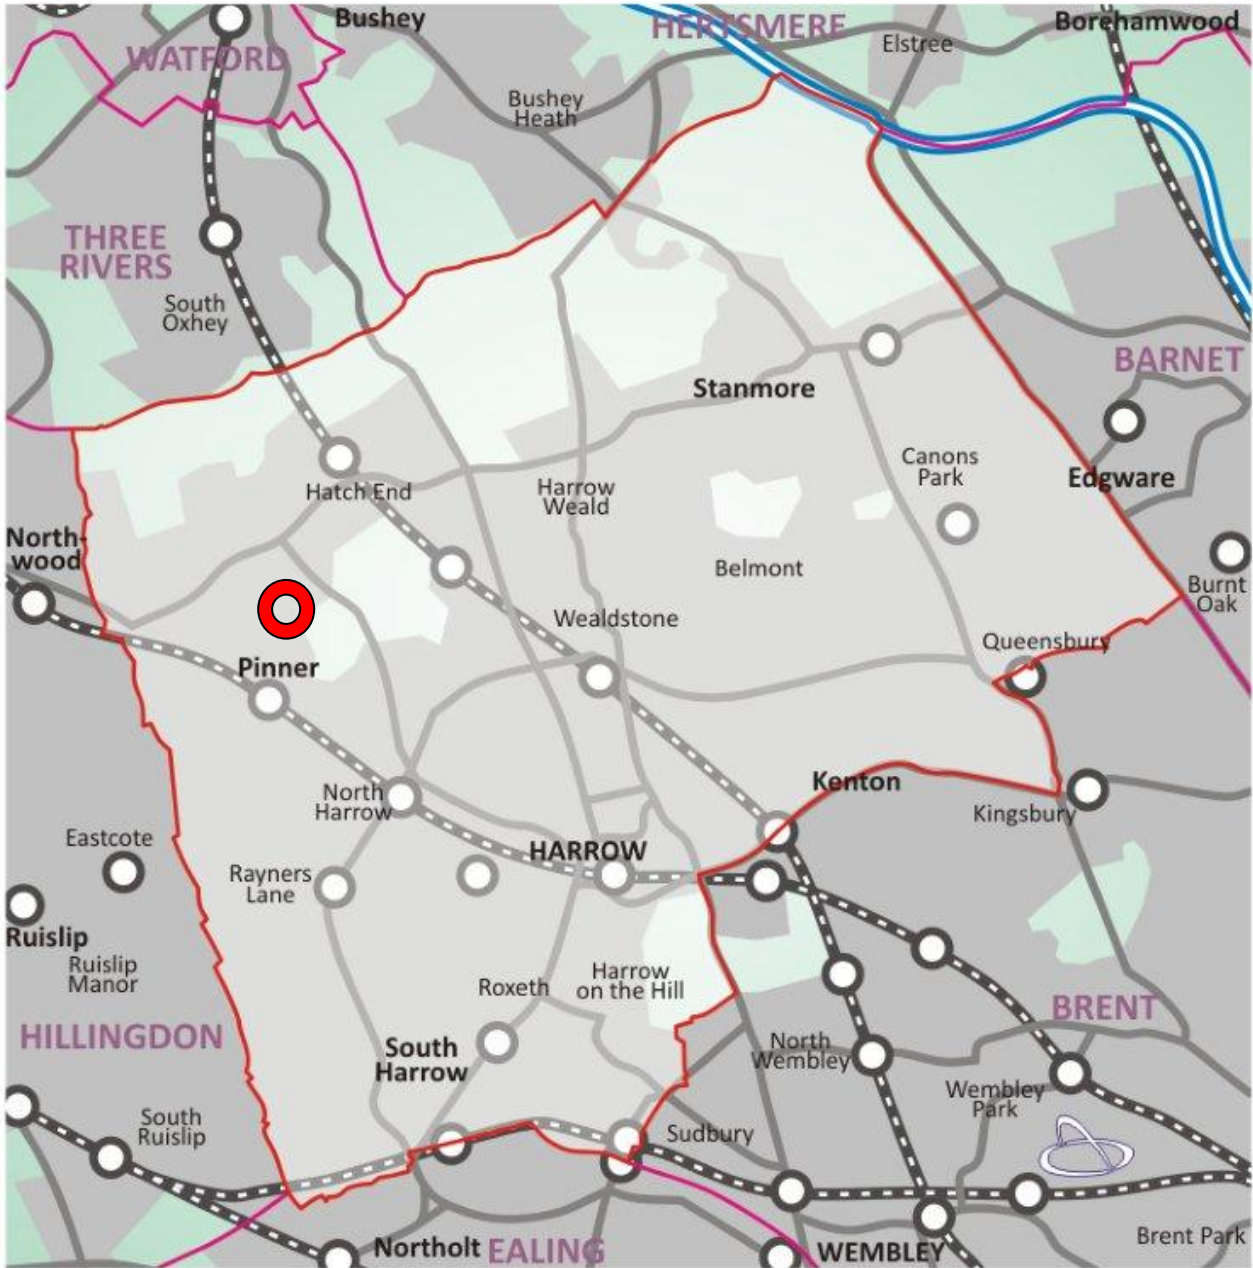 Bushey
HERTSMERE
Borehamwood
Elstree
WATFORD
Bushey
Heath
THREE
RIVERS
South
Oxhey
BARNET
Stanmore
Canons
Park
Edgware
Hatch End
Harrow
Weald
North-
wood
Belmont
Burnt
Oak
Wealdstone
Queensbury
Pinner
Kenton
North
Harrow
Kingsbury
Eastcote
HARROW
Rayners
Lane
Ruislip
Ruislip
Manor
Harrow
on the Hill
Roxeth
BRENT
HILLINGDON
South
Harrow
North
Wembley
Wembley
Park
South
Ruislip
Sudbury
Brent Park
Northolt
EALING
WEMBLEY